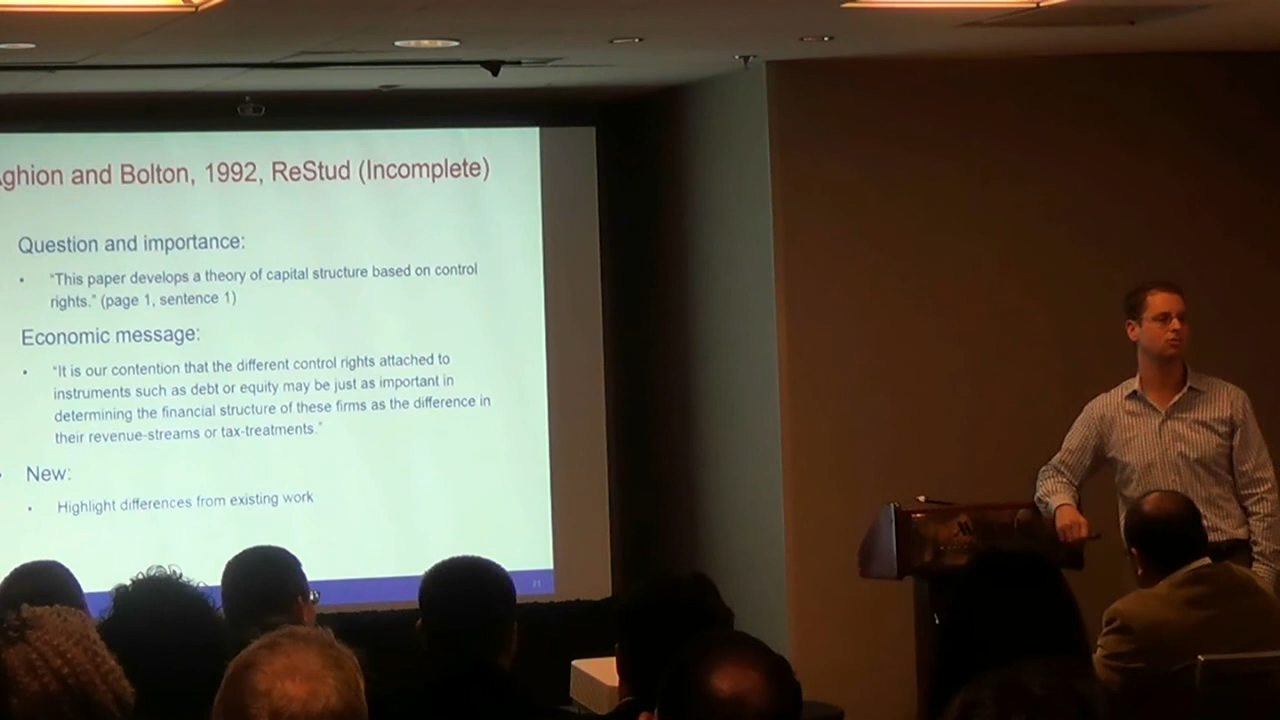 ghion and Bolton, 1992, ReStud (Incomplete)
Question and importance:
• "This paper develops a theory of capital structure based on control
rights." (page 1, sentence 1)
Economic message:
• "It is our contention that the different control rights attached to
instruments such as debt or equity may be just as important in
determining the financial structure of these firms as the difference in
their revenue-streams or tax-treatments."
• New:
• Highlight differences from existing work
21